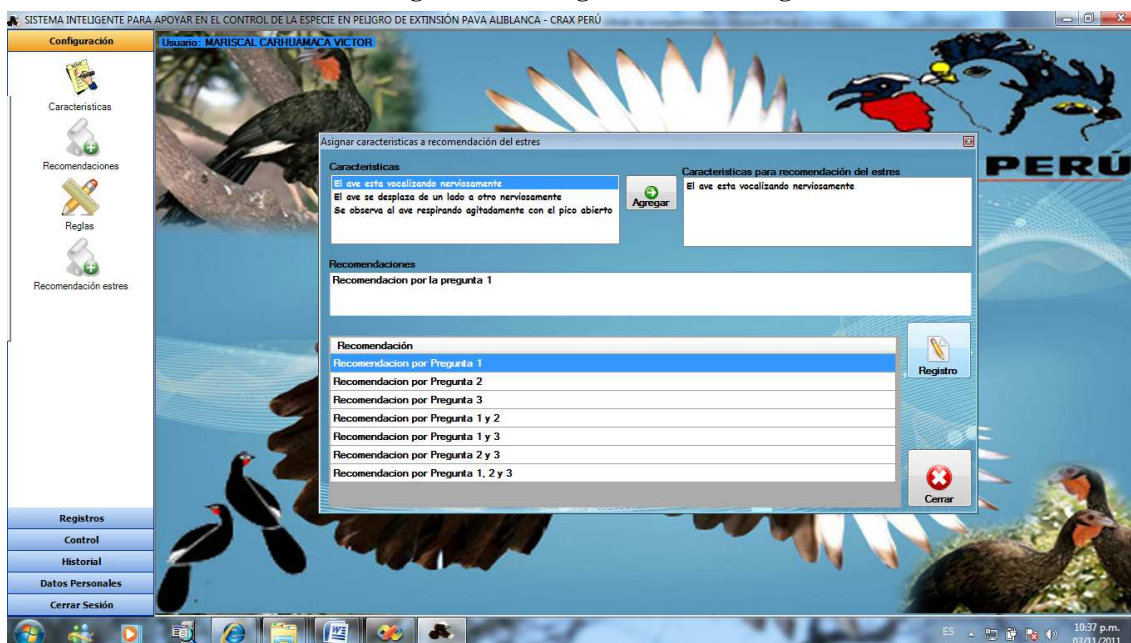 SISTEMA INTELIGENTE PARA APOYAR EN EL CONTROL DE LA ESPECIE EN PELIGRO DE EXTINSIÓN PAVA ALIBLANCA - CRAX PERÚ
Configuración
Usuario: MARISCAL CARHUAMACA VICTOR
Caracteristicas
Recomendaciones
Reglas
Recomendación estres
Registros
Control
Historial
Datos Personales
Cerrar Sesión
PERÚ
Asignar caracteristicas a recomendación del estres
Caracteristicas
El ave esta vocalizando nerviosamente
El ave se desplaza de un lado a otro nerviosamente
Se observa al ave respirando agitadamente con el pico abierto
Agregar
Caracteristicas para recomendación del estres
El ave esta vocalizando nerviosamente
Recomendaciones
Recomendacion por la pregunta 1
Recomendación
Recomendacion por Pregunta 1
Recomendacion por Pregunta 2
Recomendacion por Pregunta 3
Recomendacion por Pregunta 1 y 2
Recomendacion por Pregunta 1 y 3
Recomendacion por Pregunta 2 y 3
Recomendacion por Pregunta 1, 2 y 3
Registro
Cerrar
ES
10:37 p.m.
03/11/2011